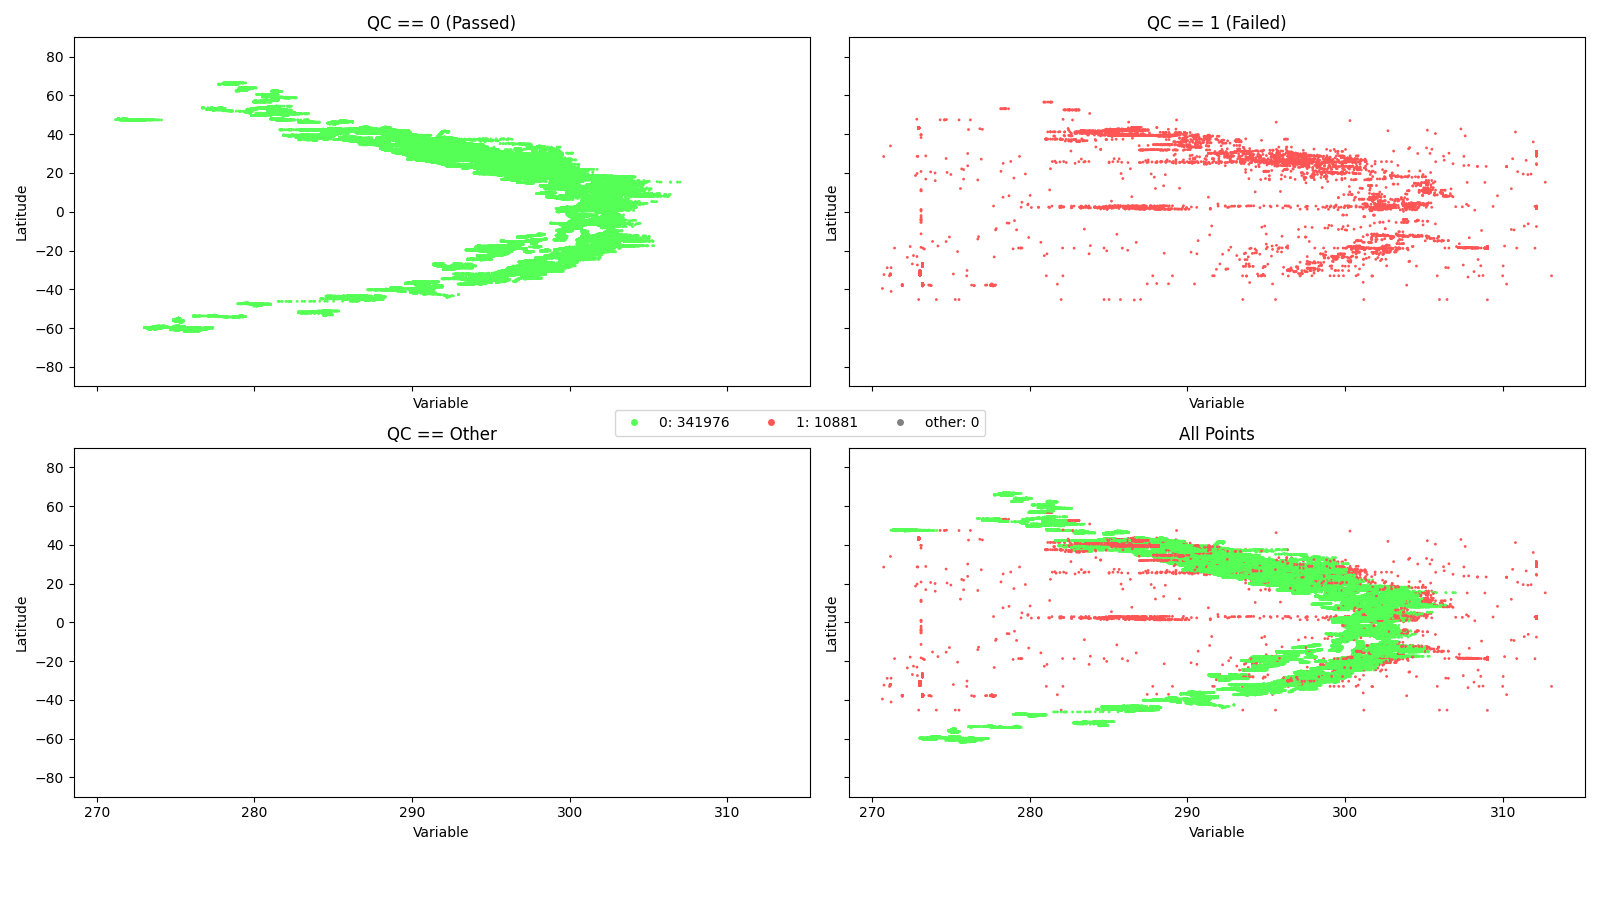 QC == 0 (Passed)
QC == 1 (Failed)
80
60
40
20
0
−20
−40
−60
−80
Latitude
Latitude
Variable
Variable
0: 341976 1: 10881 other: 0
QC == Other
All Points
80
60
40
20
0
−20
−40
−60
−80
Latitude
Latitude
270 280 290 300 310
270 280 290 300 310
Variable
Variable